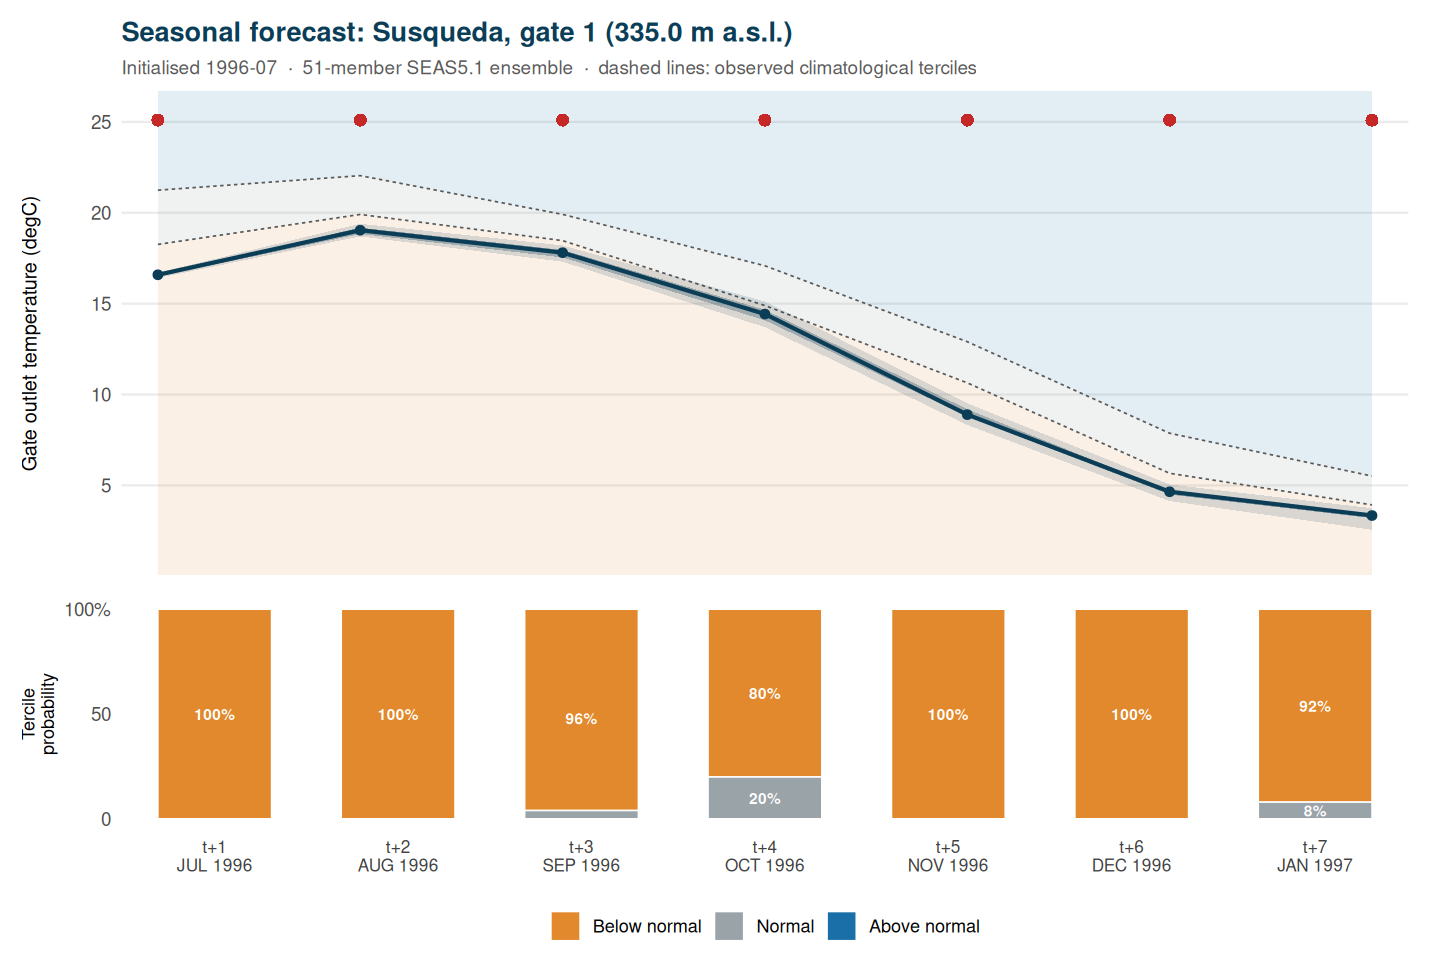 Seasonal forecast: Susqueda, gate 1 (335.0 m a.s.l.)
Initialised 1996-07 · 51-member SEAS5.1 ensemble · dashed lines: observed climatological terciles
Gate outlet temperature (degC)
25
20
15
10
5
Tercile
probability
100%
50
0
100%
100%
96%
80%
20%
100%
100%
92%
8%
t+1
JUL 1996
t+2
AUG 1996
t+3
SEP 1996
t+4
OCT 1996
t+5
NOV 1996
t+6
DEC 1996
t+7
JAN 1997
Below normal
Normal
Above normal